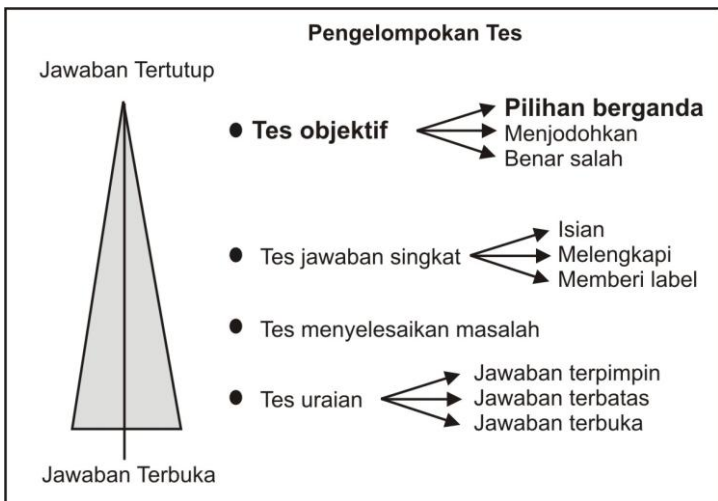 Pengelompokan Tes
Jawaban Tertutup
Tes objektif
Pilihan berganda
Menjodohkan
Benar salah
Tes jawaban singkat
Isian
Melengkapi
Memberi label
Tes menyelesaikan masalah
Tes uraian
Jawaban terpimpin
Jawaban terbatas
Jawaban terbuka
Jawaban Terbuka